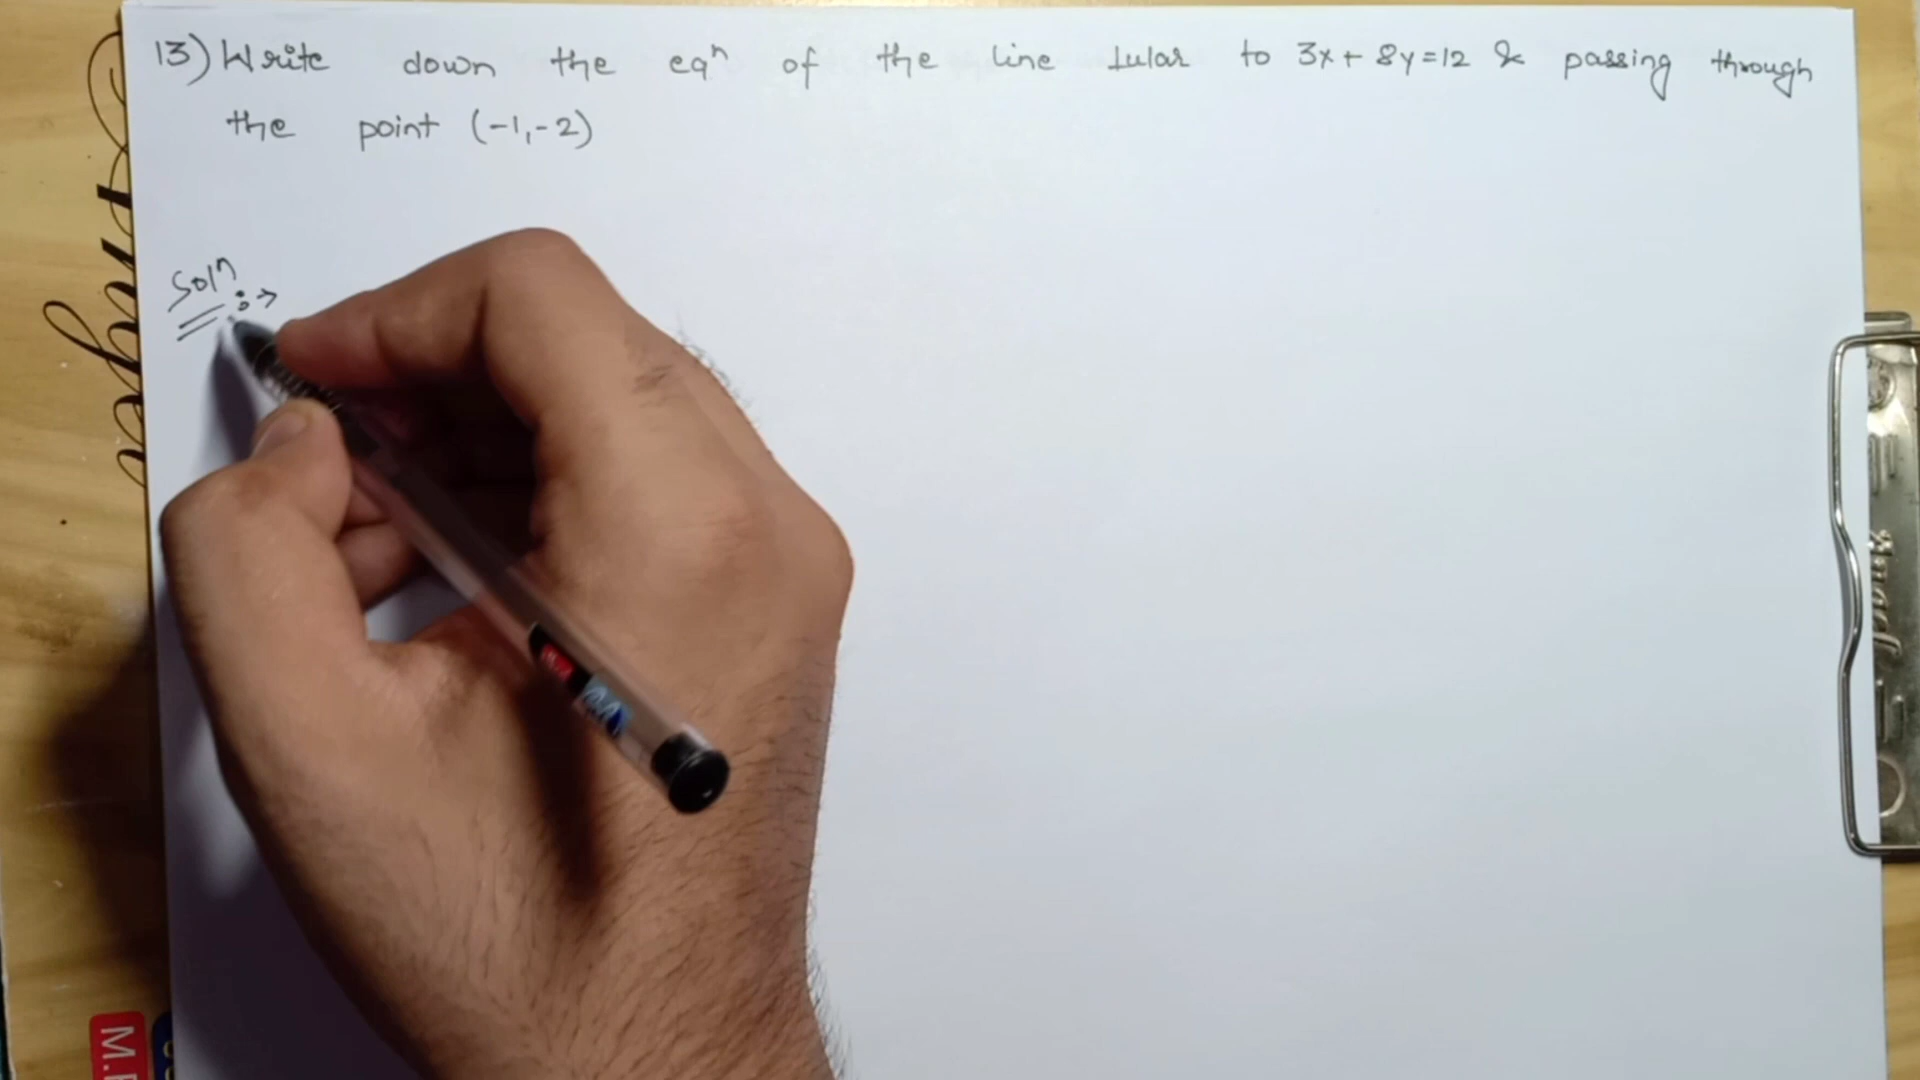 13) Write down the eqⁿ of the line ⊥ular to 3x + 8y = 12 & passing through
the point (-1, -2)
Solⁿ :→